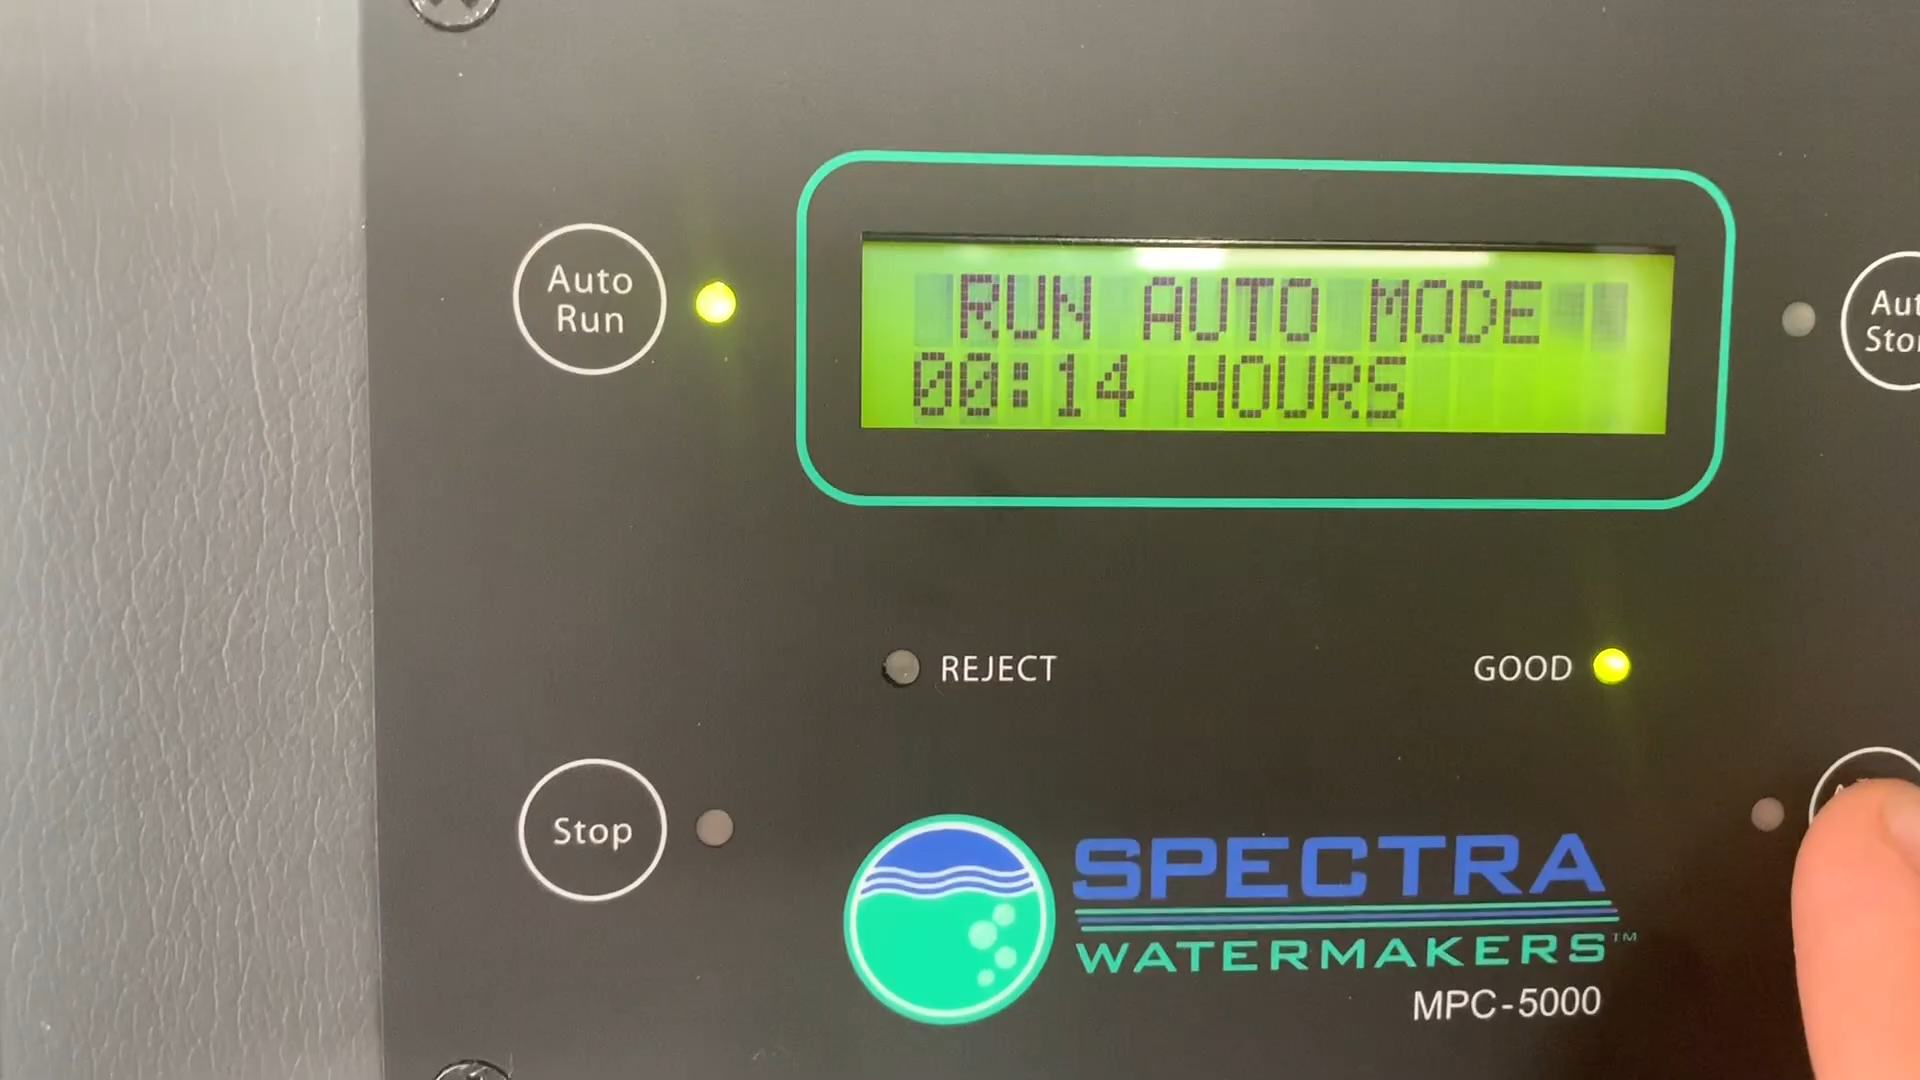 Auto
Run
RUN AUTO MODE
00:14 HOURS
REJECT
GOOD
Stop
SPECTRA
WATERMAKERS™
MPC-5000